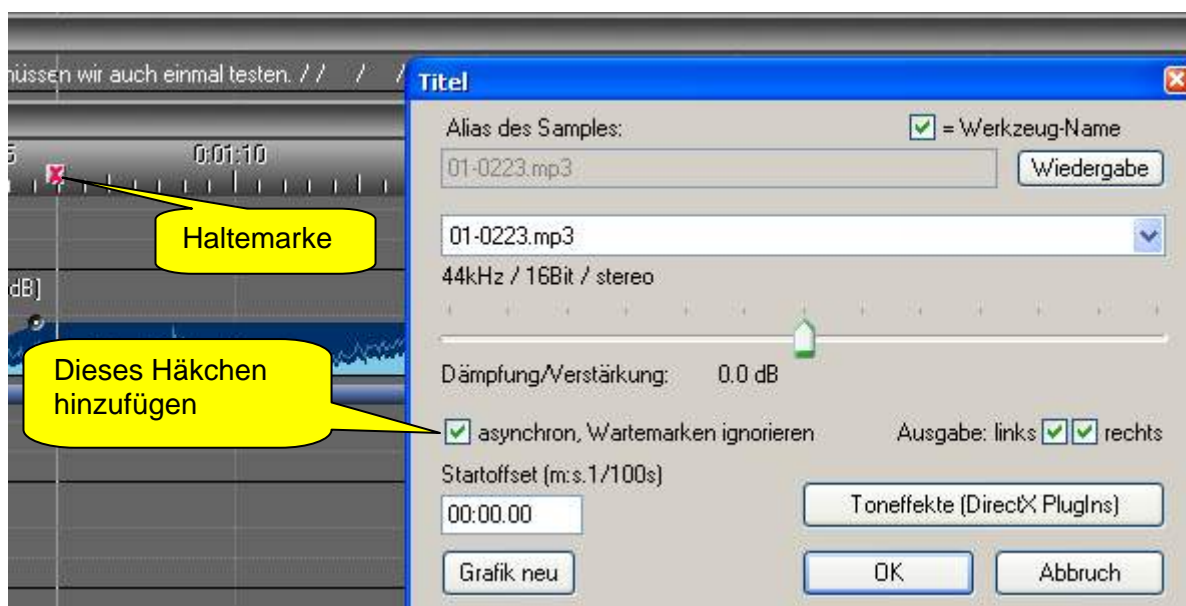 wir auch einmal testen. / / / /
0:01:10
Haltemarke
dB]
Dieses Häkchen
hinzufügen
Titel
Alias des Samples:
= Werkzeug-Name
01-0223.mp3
Wiedergabe
01-0223.mp3
44kHz / 16Bit / stereo
Dämpfung/Verstärkung: 0.0 dB
asynchron, Wartemarken ignorieren
Ausgabe: links rechts
Startoffset (m:s.1/100s)
00:00.00
Toneffekte (DirectX PlugIns)
Grafik neu
OK
Abbruch